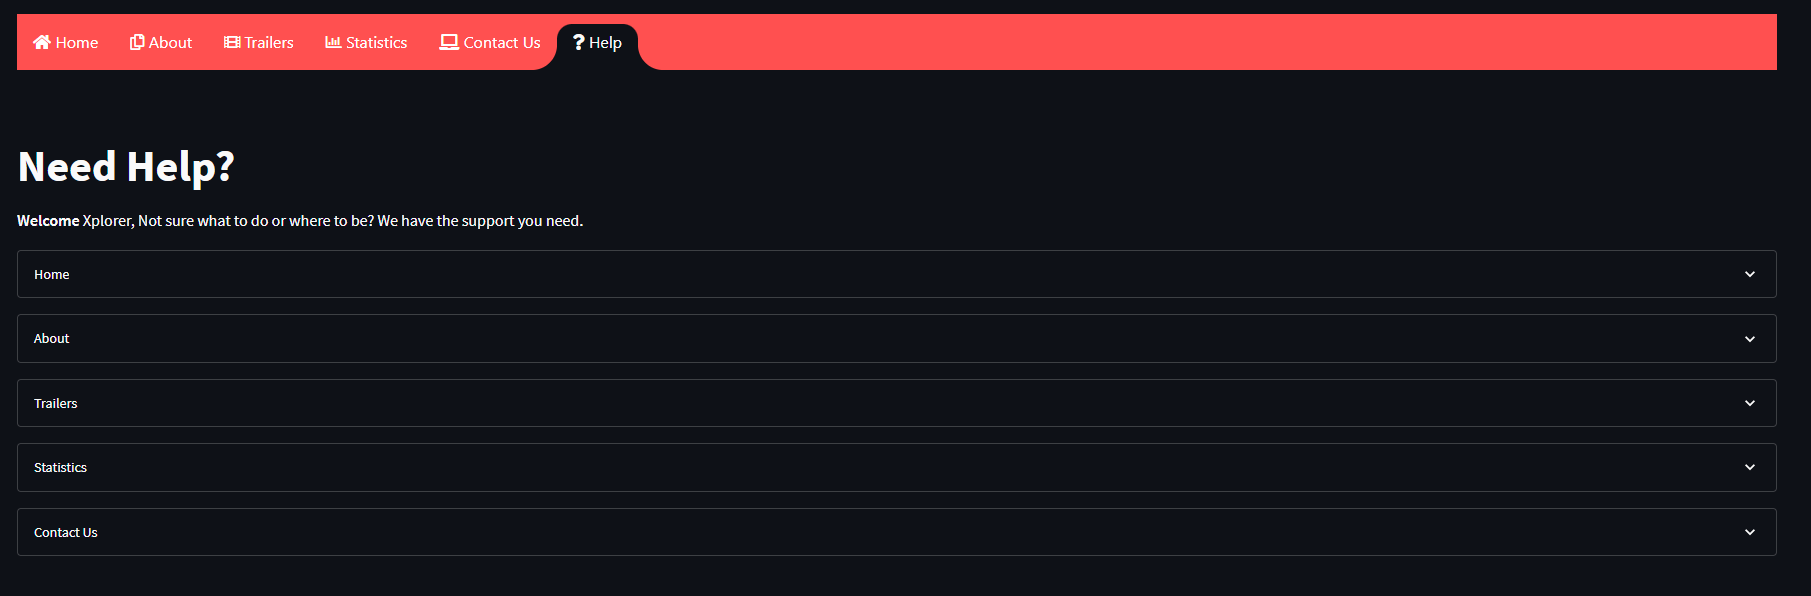 Home About Trailers Statistics Contact Us Help
Need Help?
Welcome Xplorer, Not sure what to do or where to be? We have the support you need.
Home
About
Trailers
Statistics
Contact Us